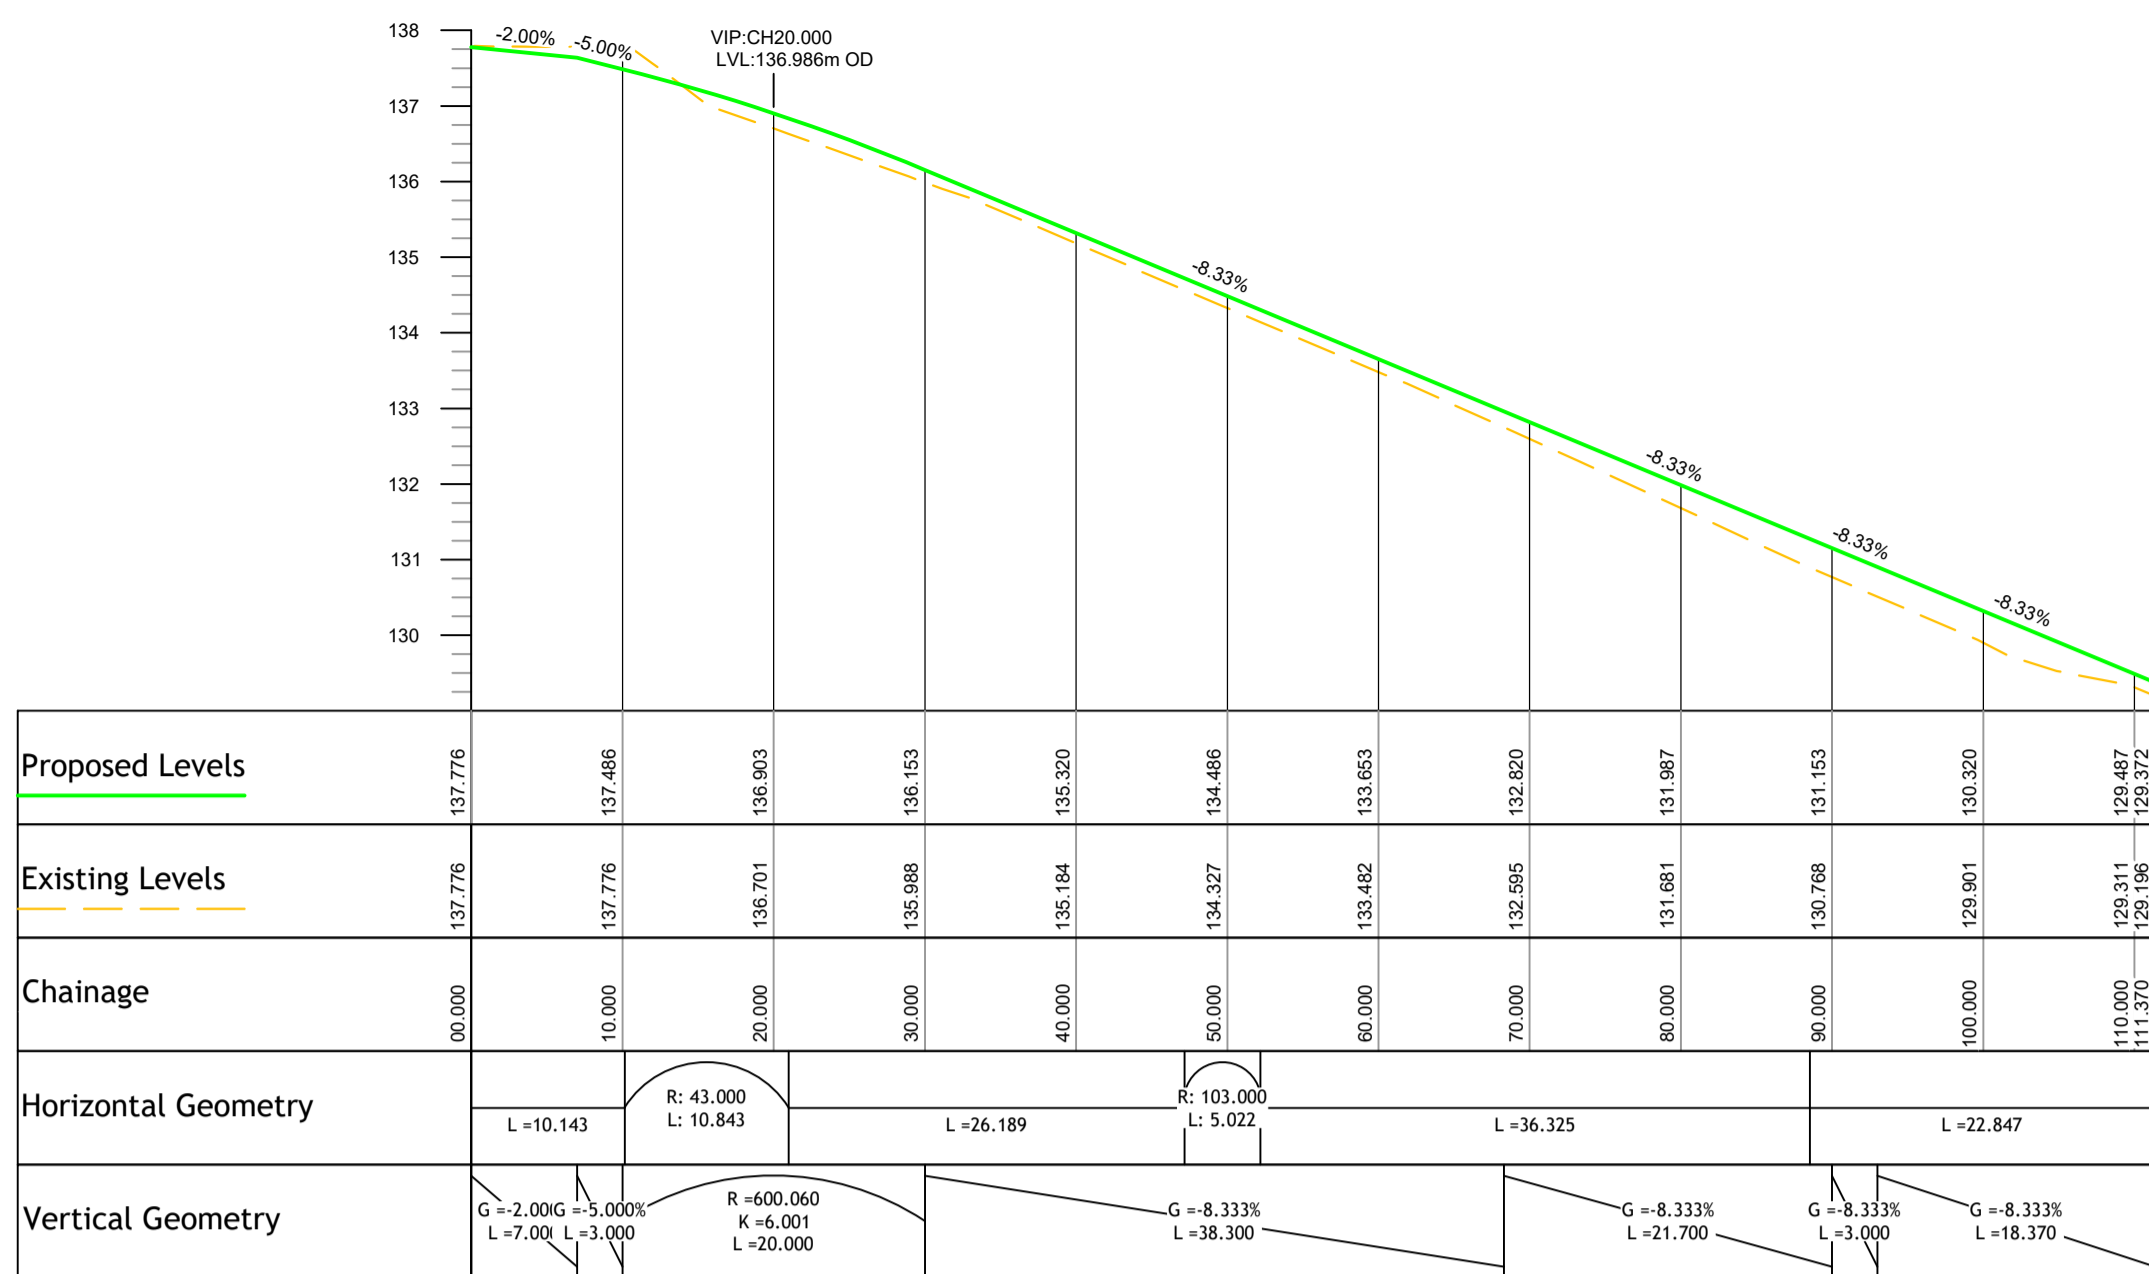 138
137
136
135
134
133
132
131
130
-2.00%
-5.00%
VIP:CH20.000
LVL:136.986m OD
-8.33%
-8.33%
-8.33%
-8.33%
Proposed Levels
137.776 137.486 136.903 136.153 135.320 134.486 133.653 132.820 131.987 131.153 130.320 129.487 129.372
Existing Levels
137.776 137.776 136.701 135.988 135.184 134.327 133.482 132.595 131.681 130.768 129.901 129.311 129.196
Chainage
00.000 10.000 20.000 30.000 40.000 50.000 60.000 70.000 80.000 90.000 100.000 110.000 111.370
Horizontal Geometry
L =10.143
R: 43.000
L: 10.843
L =26.189
R: 103.000
L: 5.022
L =36.325
L =22.847
Vertical Geometry
G =-2.00
L =7.00
G =-5.000%
L =3.000
R =600.060
K =6.001
L =20.000
G =-8.333%
L =38.300
G =-8.333%
L =21.700
G =-8.333%
L =3.000
G =-8.333%
L =18.370